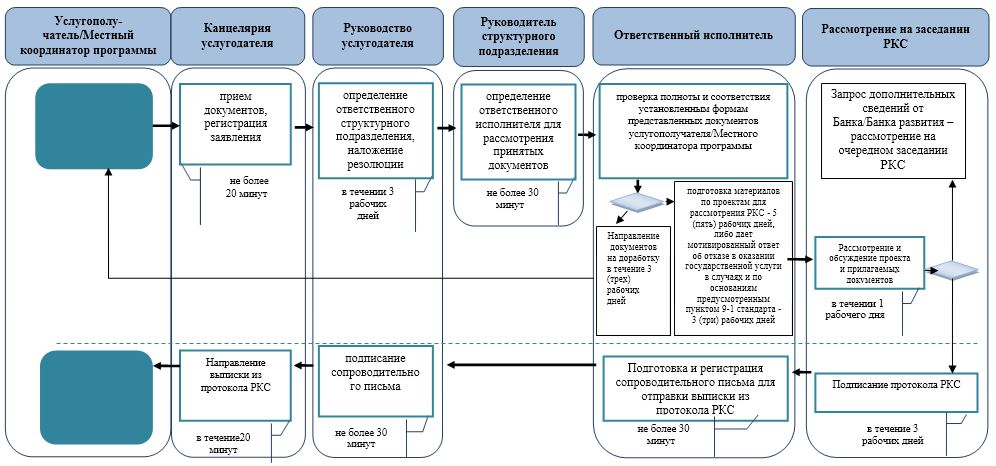 Услугополу-
чатель/Местный
координатор программы
Канцелярия
услугодателя
Руководство
услугодателя
Руководитель
структурного
подразделения
Ответственный исполнитель
Рассмотрение на заседании
РКС
прием
документов,
регистрация
заявления
не более
20 минут
определение
ответственного
структурного
подразделения,
наложение
резолюции
в течении 3
рабочих
дней
определение
ответственного
исполнителя для
рассмотрения
принятых
документов
не более 30
минут
проверка полноты и соответствия
установленным формам
представленных документов
услугополучателя/Местного
координатора программы
Направление
документов
на доработку
в течение 3
(трех)
рабочих
дней
подготовка материалов
по проектам для
рассмотрения РКС - 5
(пять) рабочих дней,
либо дает
мотивированный ответ
об отказе в оказании
государственной услуги
в случаях и по
основаниям
предусмотренным
пунктом 9-1 стандарта -
3 (три) рабочих дней
Запрос дополнительных
сведений от
Банка/Банка развития –
рассмотрение на
очередном заседании
РКС
Рассмотрение и
обсуждение проекта
и прилагаемых
документов
в течении 1
рабочего дня
Направление
выписки из
протокола РКС
в течение20
минут
подписание
сопроводительно
го письма
не более 30
минут
Подготовка и регистрация
сопроводительного письма для
отправки выписки из
протокола РКС
не более 30
минут
Подписание протокола РКС
в течение 3
рабочих дней